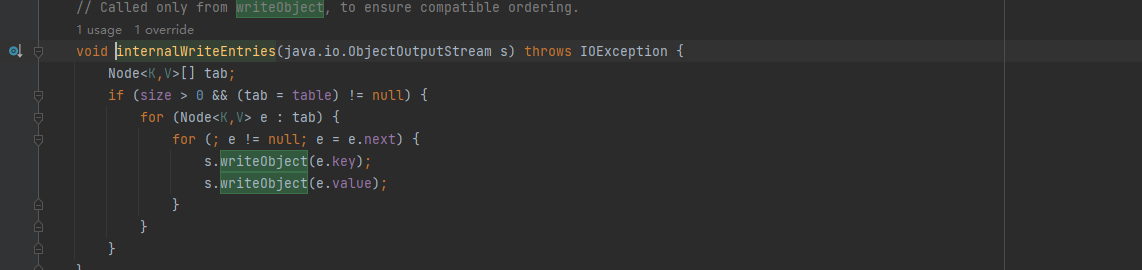 // Called only from writeObject, to ensure compatible ordering.
1 usage 1 override
void internalWriteEntries(java.io.ObjectOutputStream s) throws IOException {
Node<K,V>[] tab;
if (size > 0 && (tab = table) != null) {
for (Node<K,V> e : tab) {
for (; e != null; e = e.next) {
s.writeObject(e.key);
s.writeObject(e.value);
}
}
}
}